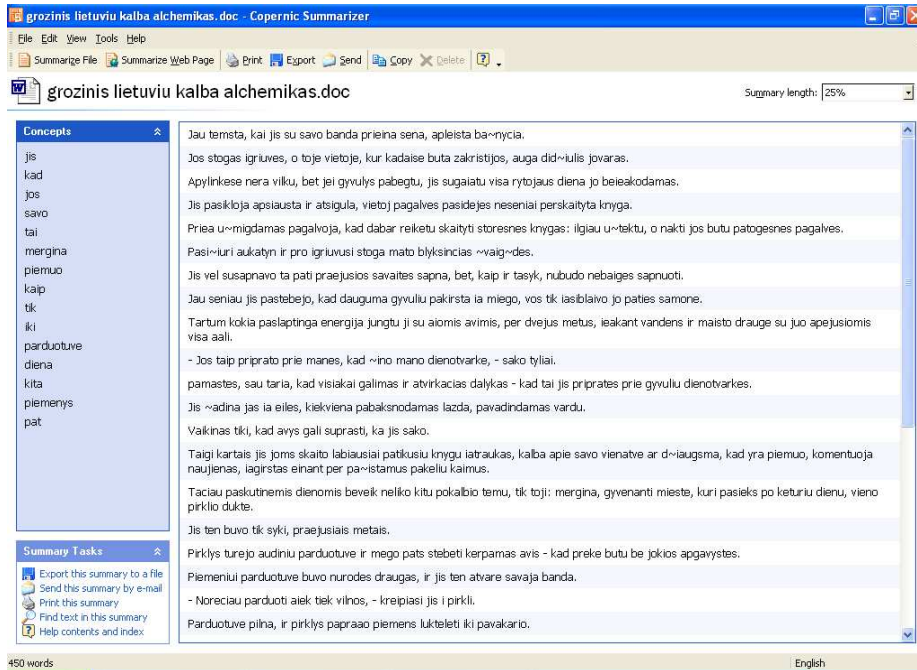 grozinis lietuviu kalba alchemikas.doc - Copernic Summarizer
File Edit View Tools Help
Summarize File Summarize Web Page Print Export Send Copy Delete
grozinis lietuviu kalba alchemikas.doc
Summary length: 25%
Concepts
jis
kad
jos
savo
tai
mergina
piemuo
kaip
tik
iki
parduotuve
diena
kita
piemenys
pat
Summary Tasks
Export this summary to a file
Send this summary by e-mail
Print this summary
Find text in this summary
Help contents and index
Jau temsta, kai jis su savo banda prieina sena, apleista ba~nycia.
Jos stogas igriuves, o toje vietoje, kur kadaise buta zakristijos, auga did~iulis jovaras.
Apylinkese nera vilku, bet jei gyvulys pabegtu, jis sugaiatu visa rytojaus diena jo beieakodamas.
Jis pasikloja apsiausta ir atsigula, vietoj pagalves pasidejes neseniai perskaityta knyga.
Priea u~migdamas pagalvoja, kad dabar reiketu skaityti storesnes knygas: ilgiau u~tektu, o nakti jos butu patogesnes pagalves.
Pasi~iuri aukatyn ir pro igriuvusi stoga mato blyksincias ~vaig~des.
Jis vel susapnavo ta pati praejusios savaites sapna, bet, kaip ir tasyk, nubudo nebaiges sapnuoti.
Jau seniau jis pastebejo, kad dauguma gyvuliu pakirsta ia miego, vos tik iasiblaivo jo paties samone.
Tartum kokia paslaptinga energija jungtu ji su aiomis avimis, per dvejus metus, ieakant vandens ir maisto drauge su juo apejusiomis
visa aali.
- Jos taip priprato prie manes, kad ~ino mano dienotvarke, - sako tyliai.
pamastes, sau taria, kad visiakai galimas ir atvirkacias dalykas - kad tai jis priprates prie gyvuliu dienotvarkes.
Jis ~adina jas ia eiles, kiekviena pabaksnodamas lazda, pavadindamas vardu.
Vaikinas tiki, kad avys gali suprasti, ka jis sako.
Taigi kartais jis joms skaito labiausiai patikusiu knygu iatraukas, kalba apie savo vienatve ar d~iaugsma, kad yra piemuo, komentuoja
naujienas, iagirstas einant per pa~istamus pakeliu kaimus.
Taciau paskutinemis dienomis beveik neliko kitu pokalbio temu, tik toji: mergina, gyvenanti mieste, kuri pasieks po keturiu dienu, vieno
pirklio dukte.
Jis ten buvo tik syki, praejusiais metais.
Pirklys turejo audiniu parduotuve ir mego pats stebeti kerpamas avis - kad preke butu be jokios apgavystes.
Piemeniui parduotuve buvo nurodes draugas, ir jis ten atvare savaja banda.
- Noreciau parduoti aiek tiek vilnos, - kreipiasi jis i pirkli.
Parduotuve pilna, ir pirklys papraao piemens lukteleti iki pavakario.
450 words
English